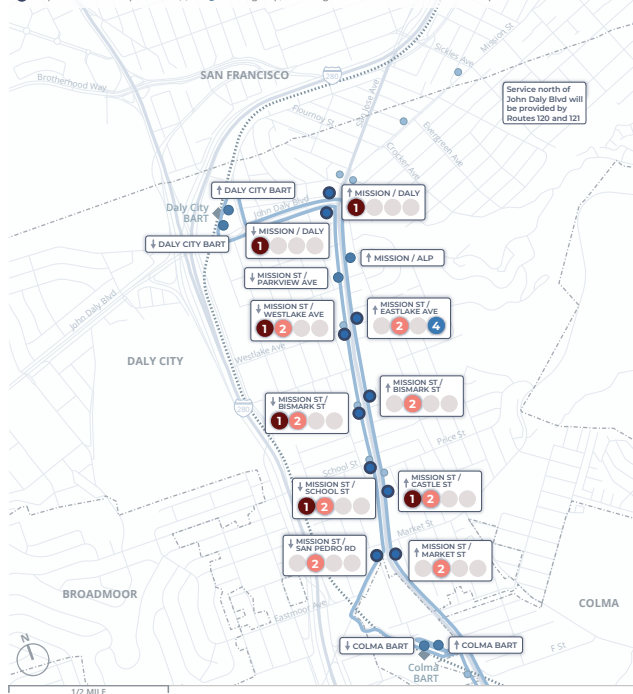 Mission St
Sickles Ave
SAN FRANCISCO
280
Brotherhood Way
San Jose Ave
Service north of
John Daly Blvd will
be provided by
Routes 120 and 121
Flournoy St
Evergreen Ave
Crocker Ave
↑ DALY CITY BART
↑ MISSION / DALY
1
John Daly Blvd
Daly City
BART
↓ MISSION / DALY
1
↓ DALY CITY BART
↑ MISSION / ALP
↓ MISSION ST /
PARKVIEW AVE
John Daly Blvd
↓ MISSION ST /
WESTLAKE AVE
1 2
↑ MISSION ST /
EASTLAKE AVE
2 4
Westlake Ave
DALY CITY
↑ MISSION ST /
BISMARK ST
2
↓ MISSION ST /
BISMARK ST
1 2
280
Price St
School St
↑ MISSION ST /
CASTLE ST
1 2
↓ MISSION ST /
SCHOOL ST
1 2
Market St
↓ MISSION ST /
SAN PEDRO RD
2
↑ MISSION ST /
MARKET ST
2
BROADMOOR
COLMA
Eastmoor Ave
N
↓ COLMA BART
↑ COLMA BART
F St
Colma
BART
1/2 MILE